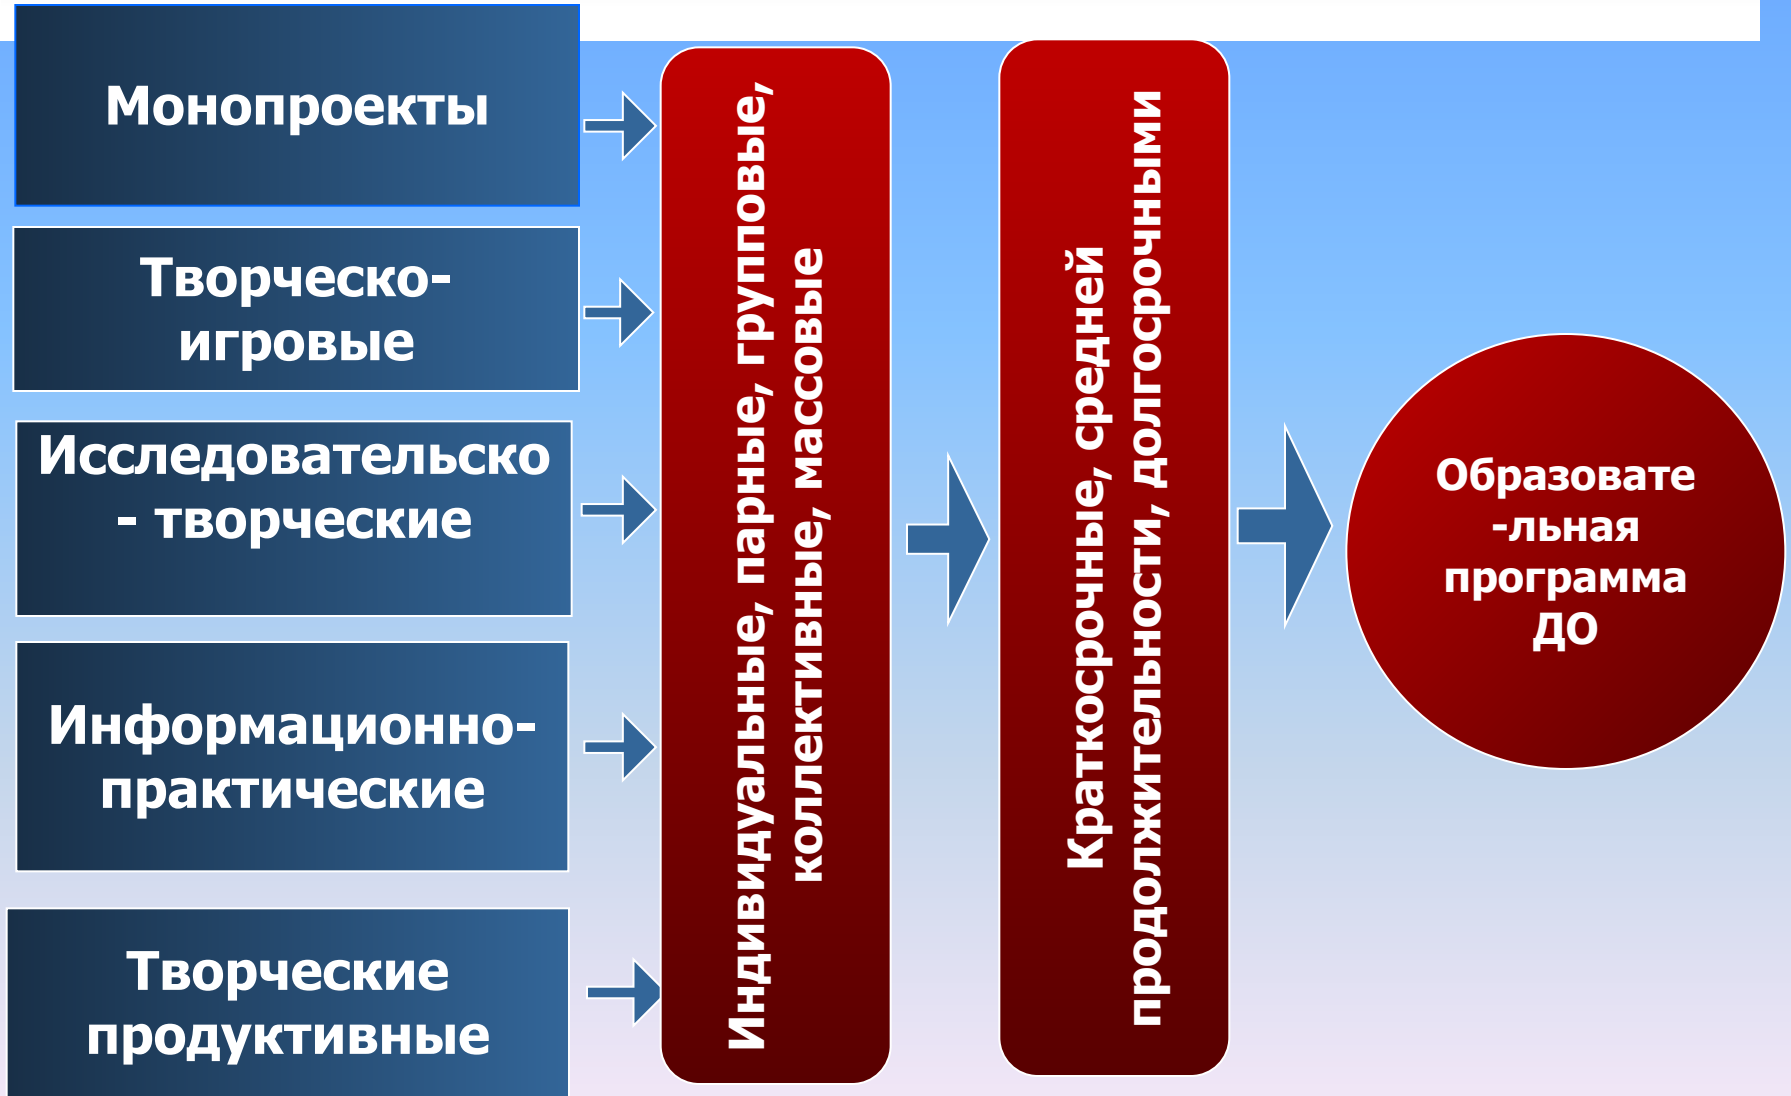 Монопроекты
Творческо-
игровые
Исследовательско
- творческие
Информационно-
практические
Творческие
продуктивные
Индивидуальные, парные, групповые,
коллективные, массовые
Краткосрочные, средней
продолжительности, долгосрочными
Образовате
-льная
программа
ДО